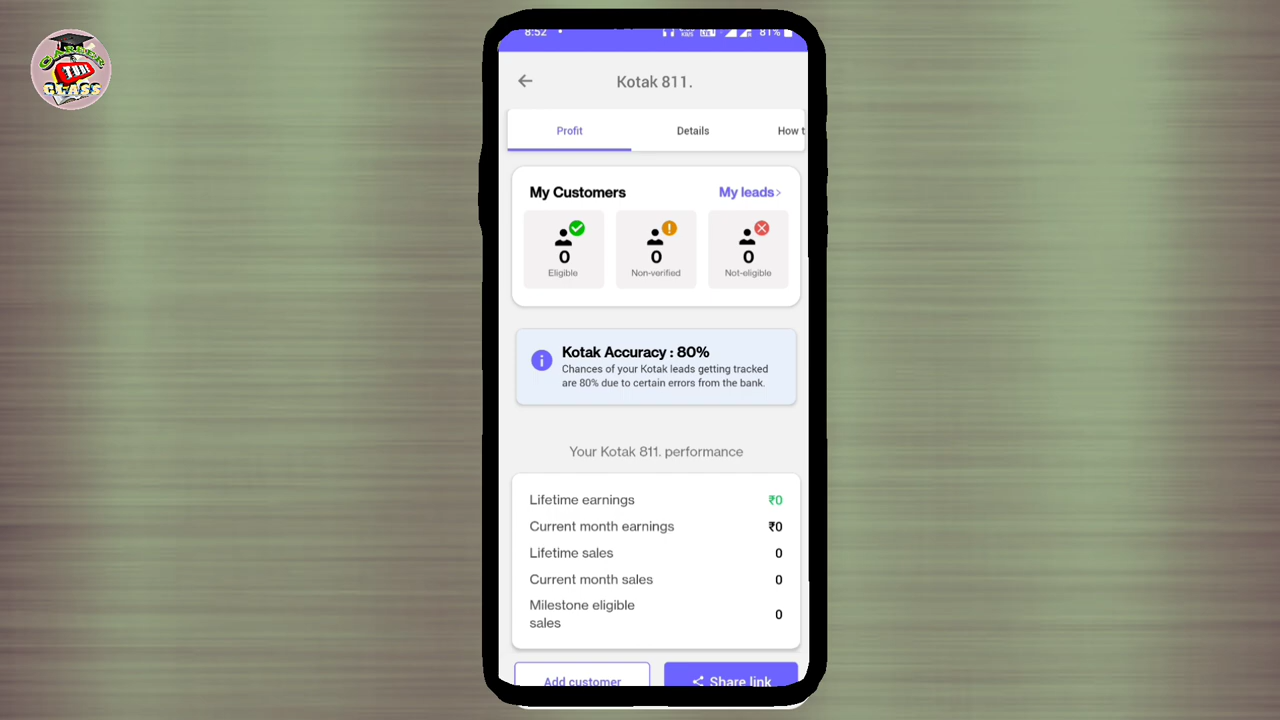 CAREER
CLASS
8:52
81%
Kotak 811.
Profit
Details
How t
My Customers
My leads>
0
Eligible
0
Non-verified
0
Not-eligible
Kotak Accuracy : 80%
Chances of your Kotak leads getting tracked
are 80% due to certain errors from the bank.
Your Kotak 811. performance
Lifetime earnings ₹0
Current month earnings ₹0
Lifetime sales 0
Current month sales 0
Milestone eligible
sales 0
Add customer
Share link